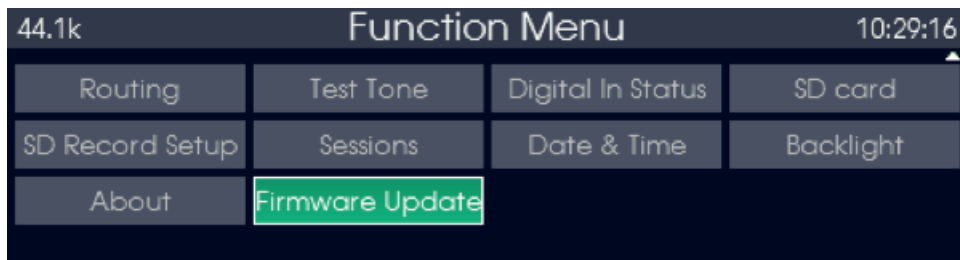 44.1k Function Menu 10:29:16
Routing Test Tone Digital In Status SD card
SD Record Setup Sessions Date & Time Backlight
About Firmware Update